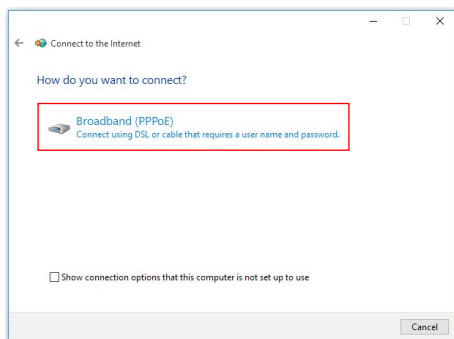 Connect to the Internet
How do you want to connect?
Broadband (PPPoE)
Connect using DSL or cable that requires a user name and password.
Show connection options that this computer is not set up to use
Cancel